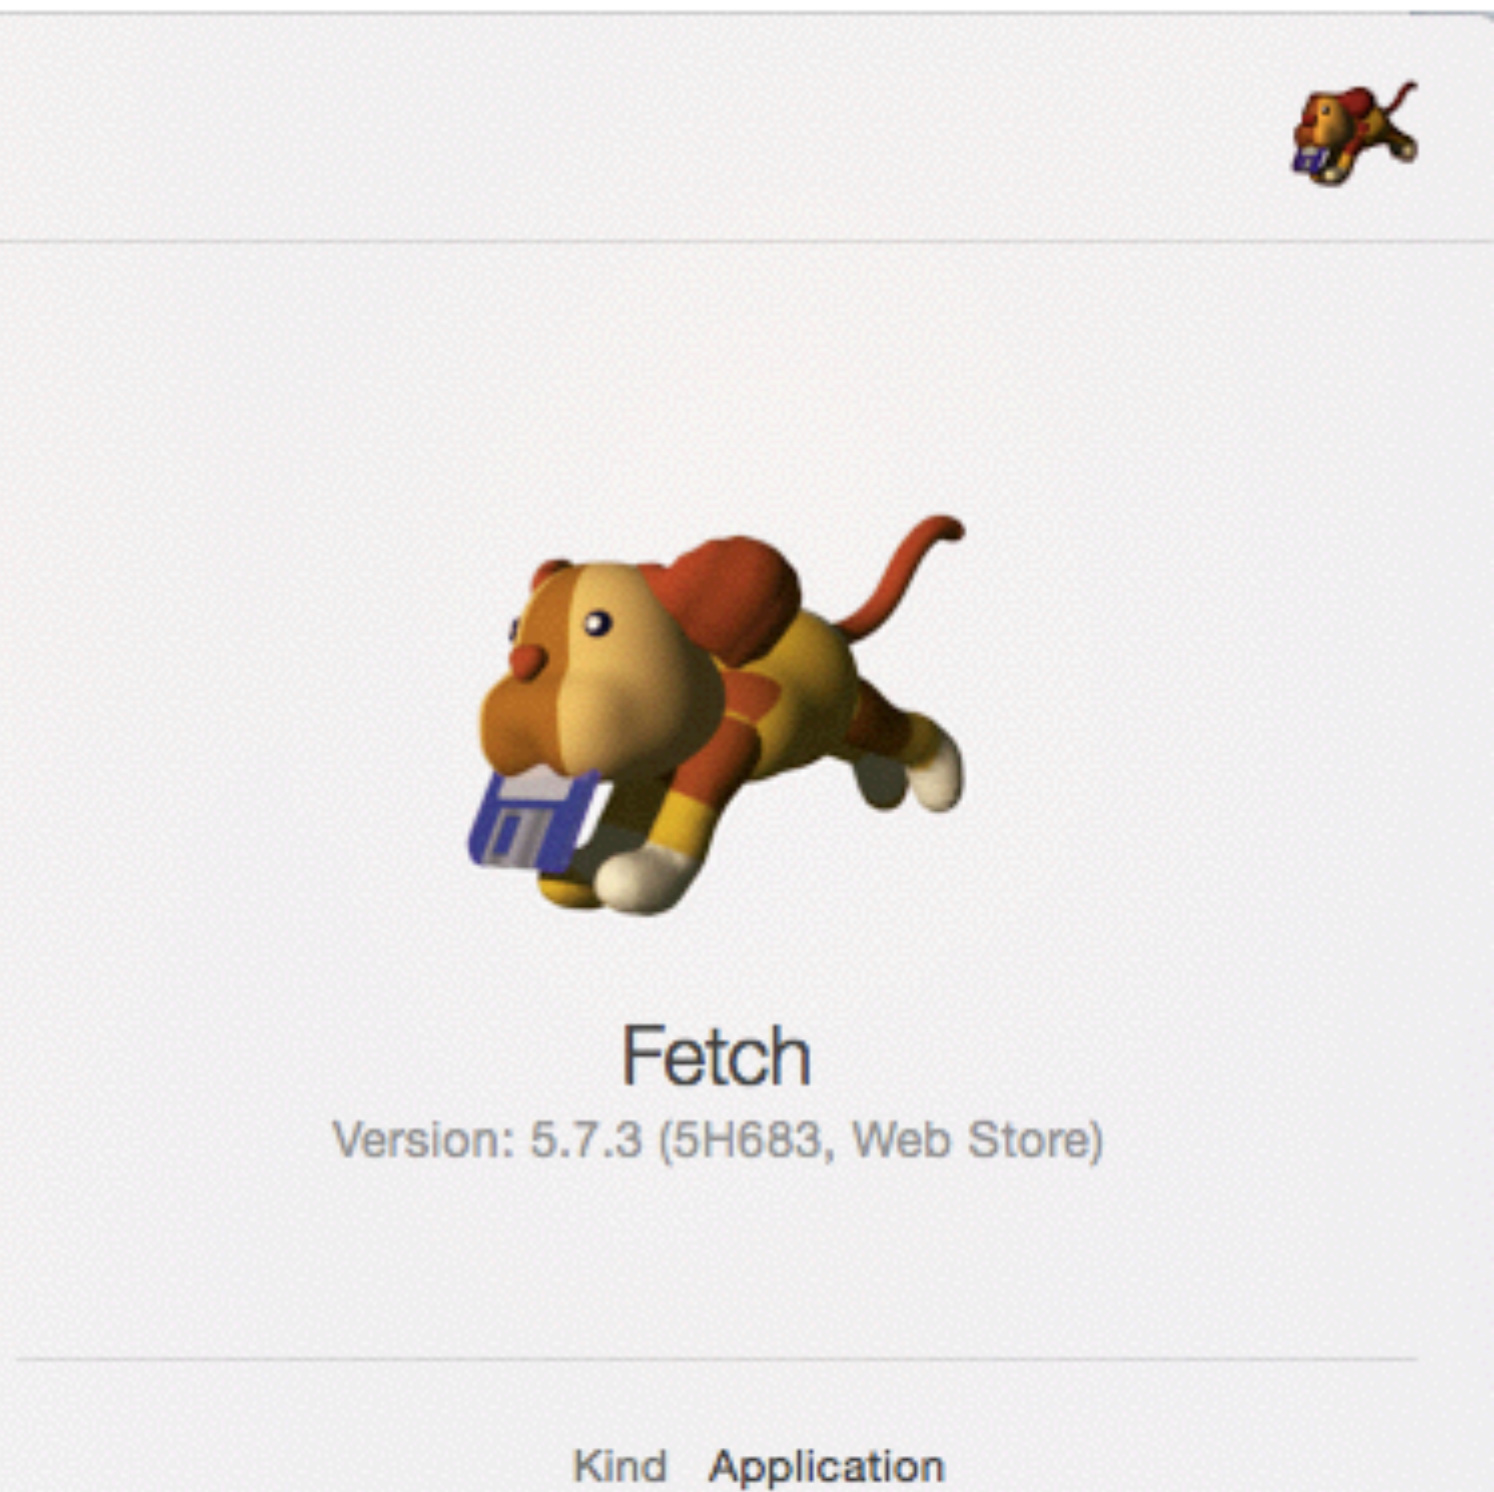 Fetch
Version: 5.7.3 (5H683, Web Store)
Kind Application